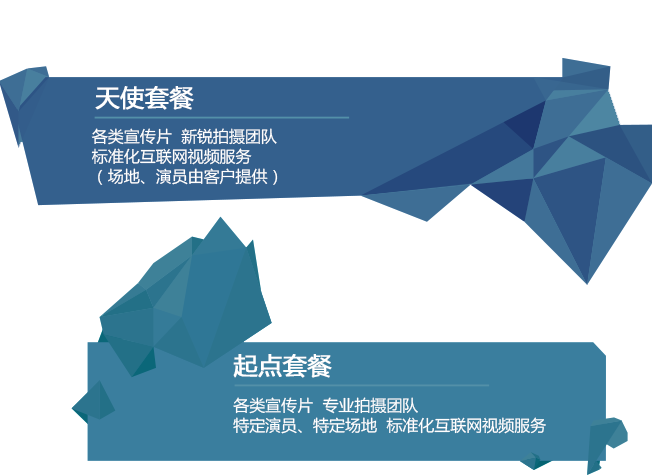 天使套餐
各类宣传片 新锐拍摄团队
标准化互联网视频服务
（场地、演员由客户提供）
起点套餐
各类宣传片 专业拍摄团队
特定演员、特定场地 标准化互联网视频服务